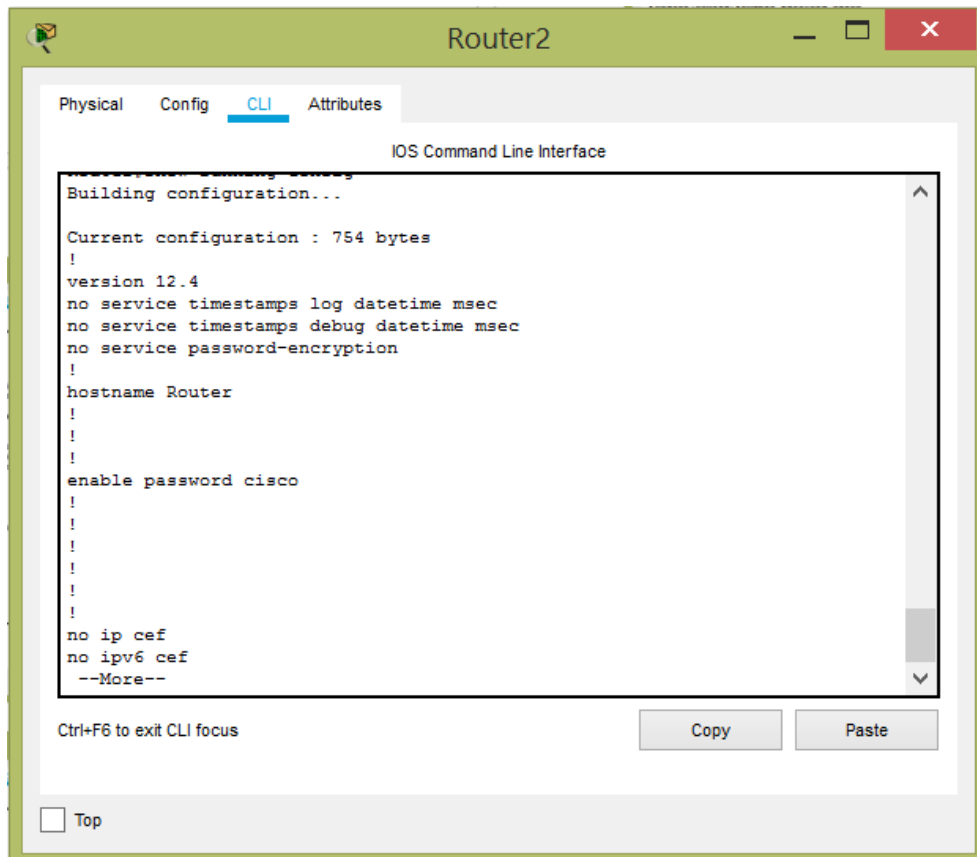 Router2
Physical Config CLI Attributes
IOS Command Line Interface
Building configuration...
Current configuration : 754 bytes
!
version 12.4
no service timestamps log datetime msec
no service timestamps debug datetime msec
no service password-encryption
!
hostname Router
!
!
!
enable password cisco
!
!
!
!
!
!
no ip cef
no ipv6 cef
--More--
Ctrl+F6 to exit CLI focus
Copy Paste
Top